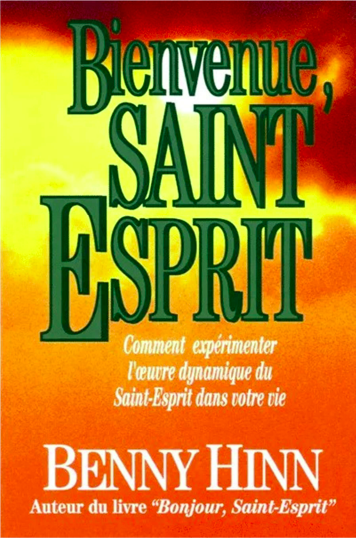 Bienvenue,
SAINT
ESPRIT
Comment expérimenter
l'œuvre dynamique du
Saint-Esprit dans votre vie
BENNY HINN
Auteur du livre “Bonjour, Saint-Esprit”